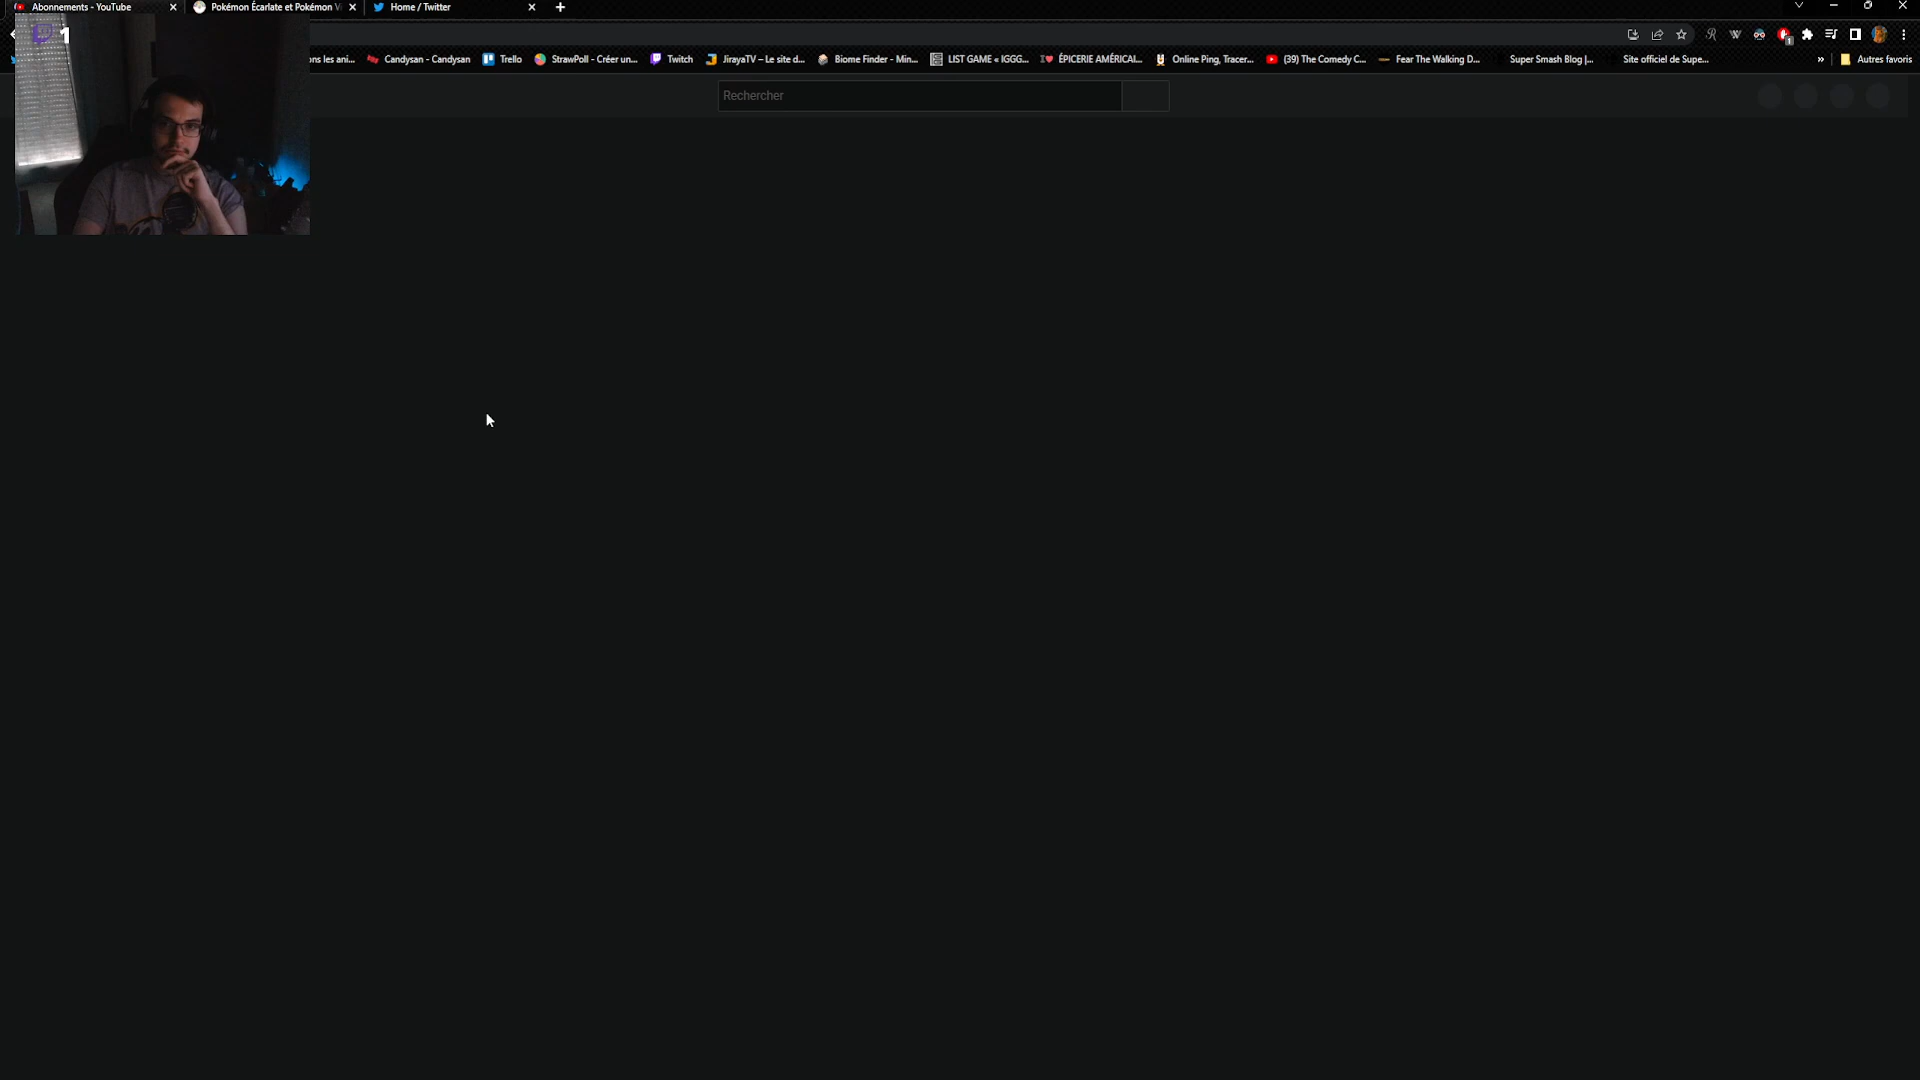 Abonnements - YouTube
Pokémon Écarlate et Pokémon V
Home / Twitter
1
ons les ani...
Candysan - Candysan
Trello
StrawPoll - Créer un...
Twitch
JirayaTV – Le site d...
Biome Finder - Min...
LIST GAME « IGGG...
I♥ ÉPICERIE AMÉRICAI...
Online Ping, Tracer...
(39) The Comedy C...
Fear The Walking D...
Super Smash Blog |...
Site officiel de Supe...
»
Autres favoris
Rechercher